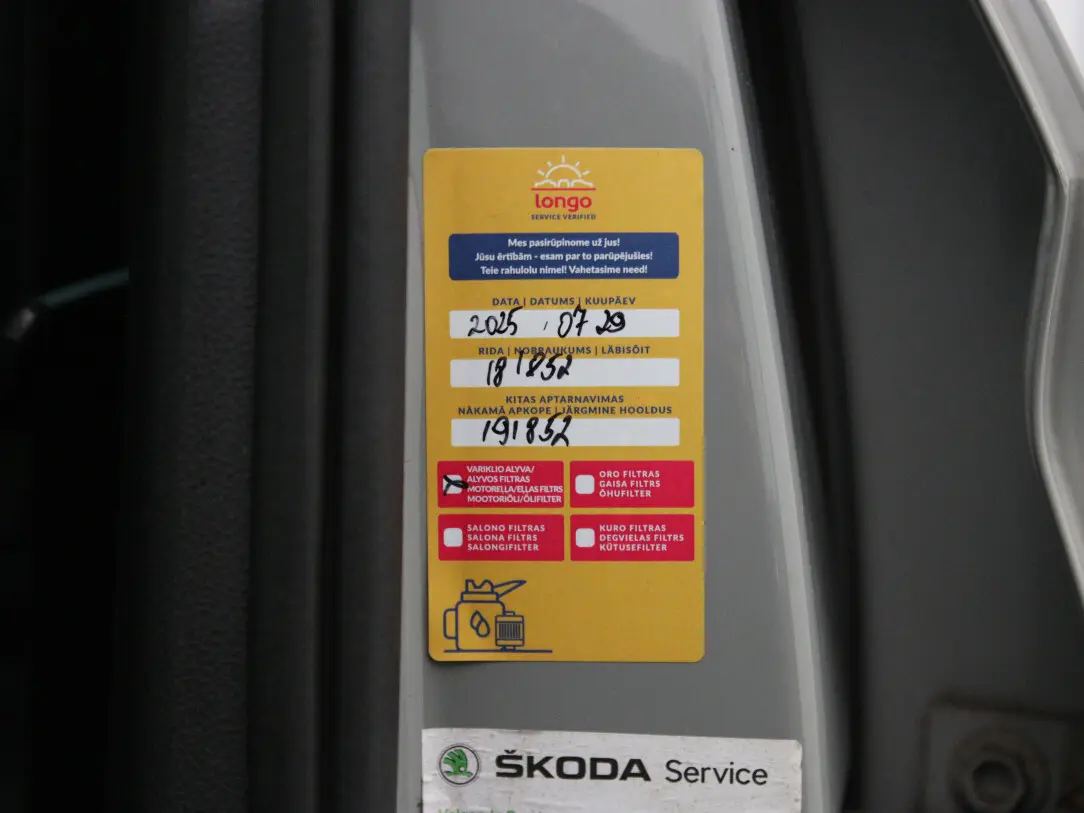 longo
SERVICE VERIFIED
Mes pasirūpinome už jus!
Jūsu ērtībām - esam par to parūpējušies!
Teie rahulolu nimel! Vahetasime need!
DATA | DATUMS | KUUPÄEV
2025 . 07 29
RIDA | NOBRAUKUMS | LÄBISÕIT
181852
KITAS APTARNAVIMAS
NĀKAMĀ APKOPE | JÄRGMINE HOOLDUS
191852
VARIKLIO ALYVA/
ALYVOS FILTRAS
MOTORELLA/EĻĻAS FILTRS
MOOTORIÕLI/ÕLIFILTER
ORO FILTRAS
GAISA FILTRS
ÕHUFILTER
SALONO FILTRAS
SALONA FILTRS
SALONGIFILTER
KURO FILTRAS
DEGVIELAS FILTRS
KÜTUSEFILTER
ŠKODA Service